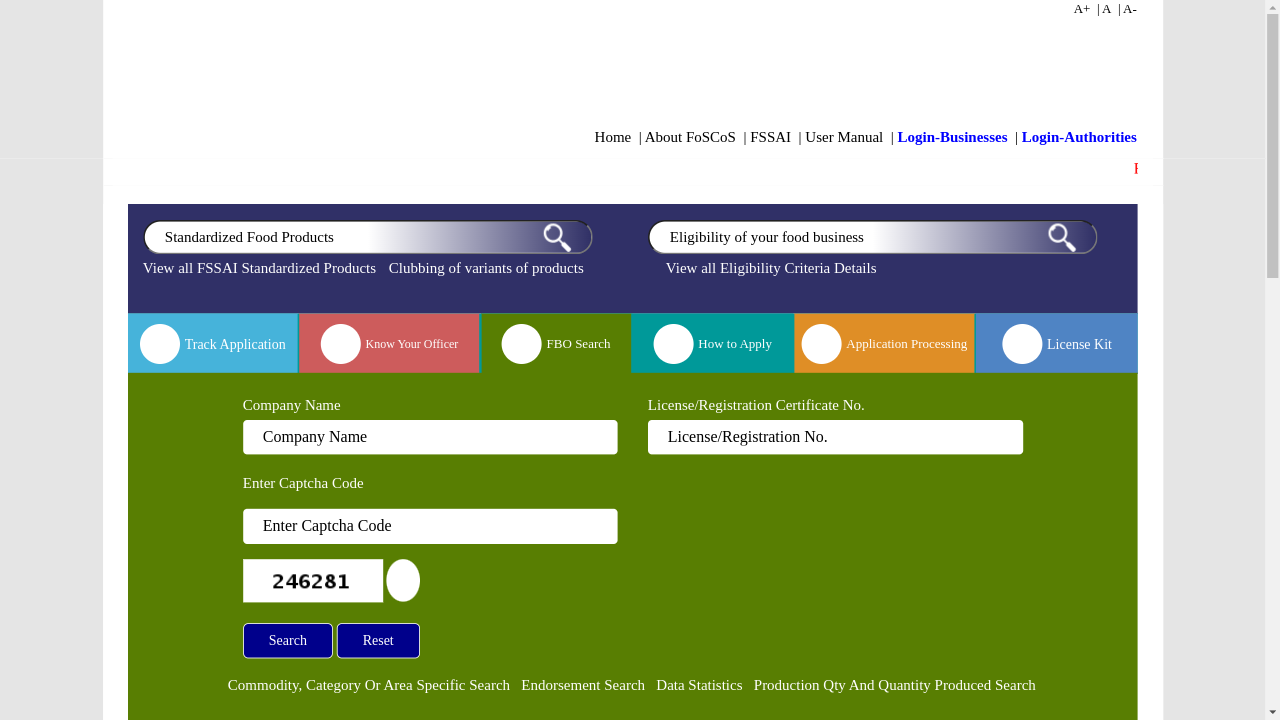 A+ | A | A-
Home | About FoSCoS | FSSAI | User Manual | Login-Businesses | Login-Authorities
Standardized Food Products
Eligibility of your food business
View all FSSAI Standardized Products Clubbing of variants of products
View all Eligibility Criteria Details
Track Application
Know Your Officer
FBO Search
How to Apply
Application Processing
License Kit
Company Name
License/Registration Certificate No.
Company Name
License/Registration No.
Enter Captcha Code
Enter Captcha Code
246281
Search
Reset
Commodity, Category Or Area Specific Search Endorsement Search Data Statistics Production Qty And Quantity Produced Search